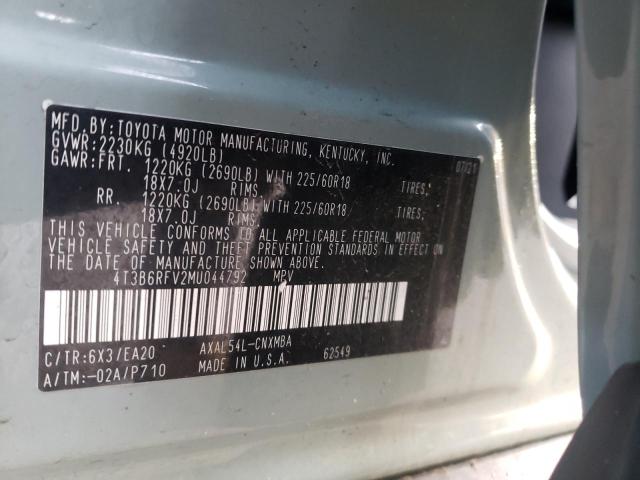 MFD.BY:TOYOTA MOTOR MANUFACTURING, KENTUCKY, INC.
GVWR:2230KG (4920LB) 07/21
GAWR:FRT. 1220KG (2690LB) WITH 225/60R18 TIRES,
18X7.0J RIMS,
RR. 1220KG (2690LB) WITH 225/60R18 TIRES,
18X7.0J RIMS,
THIS VEHICLE CONFORMS TO ALL APPLICABLE FEDERAL MOTOR
VEHICLE SAFETY AND THEFT PREVENTION STANDARDS IN EFFECT ON
THE DATE OF MANUFACTURE SHOWN ABOVE.
4T3B6RFV2MU044792 MPV
C/TR:6X3/EA20 AXAL54L-CNXMBA
A/TM:-02A/P710 MADE IN U.S.A. 62549